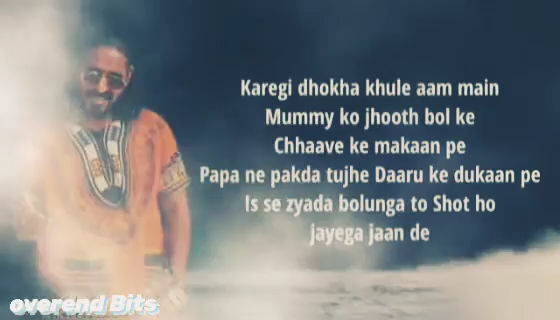 Karegi dhokha khule aam main
Mummy ko jhooth bol ke
Chhaave ke makaan pe
Papa ne pakda tujhe Daaru ke dukaan pe
Is se zyada bolunga to Shot ho
jayega jaan de
overend Bits